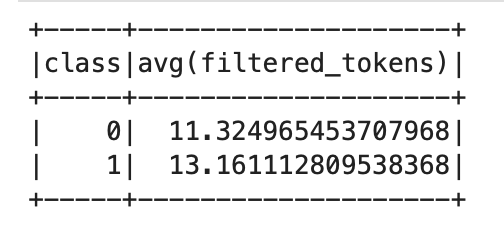 +-----+--------------------+
|class|avg(filtered_tokens)|
+-----+--------------------+
|    0|  11.324965453707968|
|    1|  13.161112809538368|
+-----+--------------------+